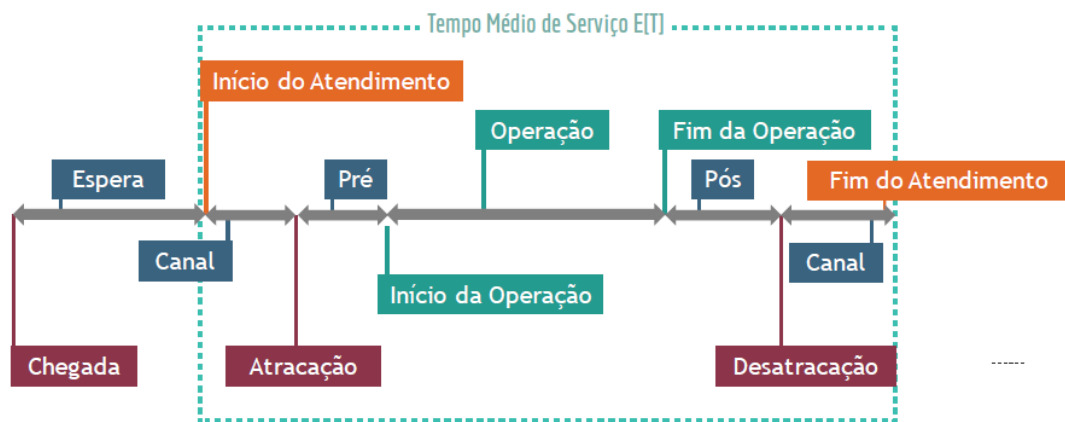 Tempo Médio de Serviço E[T]
Início do Atendimento
Operação
Fim da Operação
Espera
Pré
Pós
Fim do Atendimento
Canal
Canal
Início da Operação
Chegada
Atracação
Desatracação
------